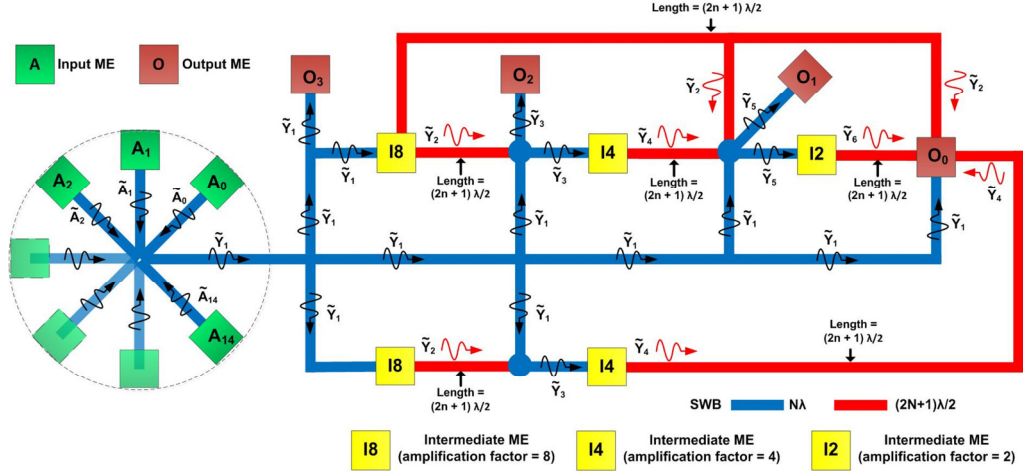 Length = (2n + 1) λ/2
A Input ME
O Output ME
O₃
O₂
O₁
Ỹ₁
Ỹ₃
Ỹ₅
Ỹ₂
Ỹ₂
A₁
A₂
A₀
Ã₁
Ã₀
Ã₂
I8
Ỹ₂
I4
Ỹ₄
I2
Ỹ₆
O₀
Ỹ₁
Ỹ₃
Ỹ₅
Ỹ₄
Length =
(2n + 1) λ/2
Length =
(2n + 1) λ/2
Length =
(2n + 1) λ/2
Ỹ₁
Ỹ₁
Ỹ₁
Ỹ₁
Ỹ₁
Ỹ₁
Ỹ₁
Ỹ₁
Ã₁₄
A₁₄
Ỹ₁
Ỹ₁
I8
Ỹ₂
I4
Ỹ₄
Ỹ₃
Length =
(2n + 1) λ/2
Length =
(2n + 1) λ/2
SWB Nλ (2N+1)λ/2
I8 Intermediate ME
(amplification factor = 8)
I4 Intermediate ME
(amplification factor = 4)
I2 Intermediate ME
(amplification factor = 2)